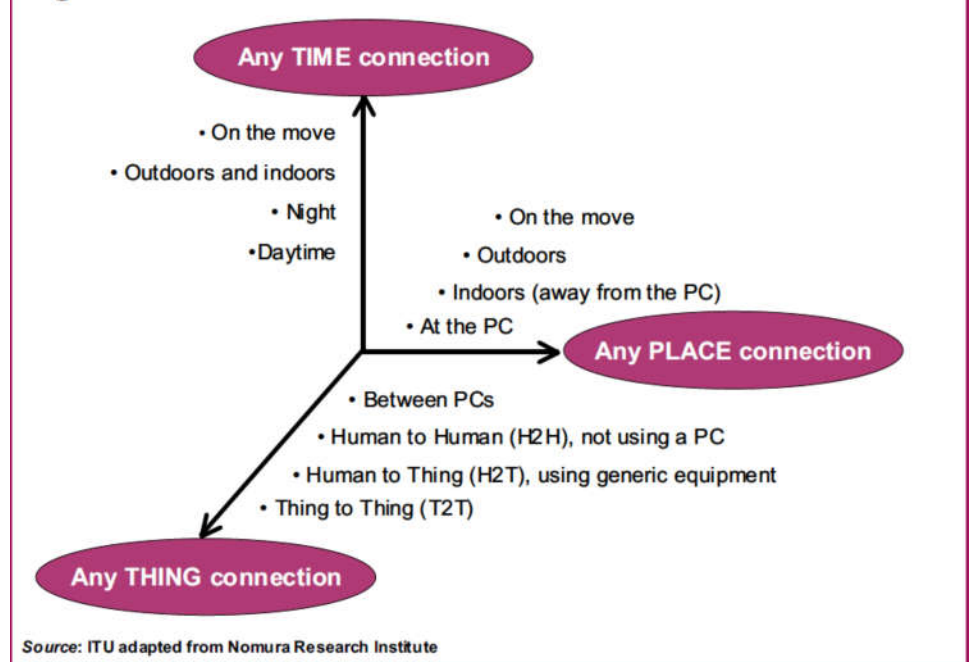 Any TIME connection
• On the move
• Outdoors and indoors
• Night
•Daytime
• On the move
• Outdoors
• Indoors (away from the PC)
• At the PC
Any PLACE connection
• Between PCs
• Human to Human (H2H), not using a PC
• Human to Thing (H2T), using generic equipment
• Thing to Thing (T2T)
Any THING connection
Source: ITU adapted from Nomura Research Institute